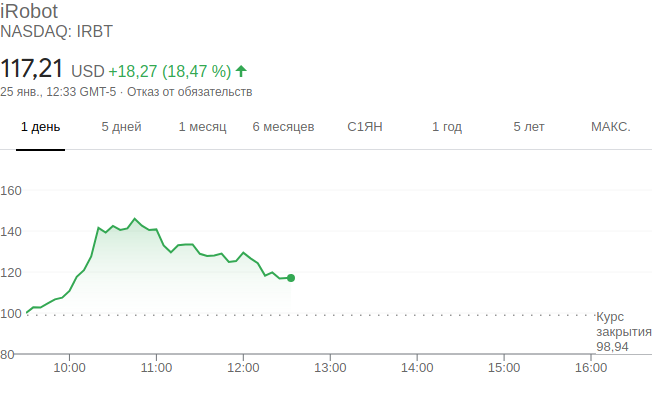 iRobot
NASDAQ: IRBT
117,21 USD +18,27 (18,47 %)
25 янв., 12:33 GMT-5 · Отказ от обязательств
1 день 5 дней 1 месяц 6 месяцев С1ЯН 1 год 5 лет МАКС.
160
140
120
100
Курс
закрытия
98,94
80
10:00 11:00 12:00 13:00 14:00 15:00 16:00